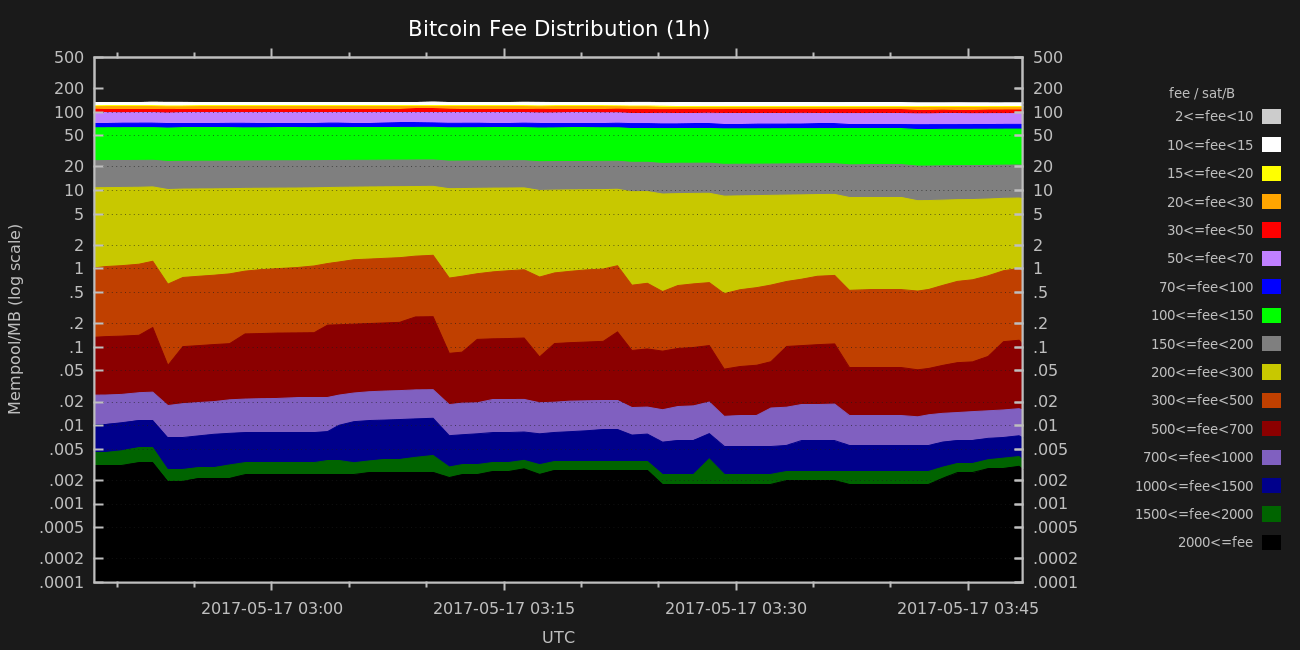 Bitcoin Fee Distribution (1h)
500
200
100
50
20
10
5
2
1
.5
.2
.1
.05
.02
.01
.005
.002
.001
.0005
.0002
.0001
Mempool/MB (log scale)
500
200
100
50
20
10
5
2
1
.5
.2
.1
.05
.02
.01
.005
.002
.001
.0005
.0002
.0001
2017-05-17 03:00
2017-05-17 03:15
2017-05-17 03:30
2017-05-17 03:45
UTC
fee / sat/B
2<=fee<10
10<=fee<15
15<=fee<20
20<=fee<30
30<=fee<50
50<=fee<70
70<=fee<100
100<=fee<150
150<=fee<200
200<=fee<300
300<=fee<500
500<=fee<700
700<=fee<1000
1000<=fee<1500
1500<=fee<2000
2000<=fee